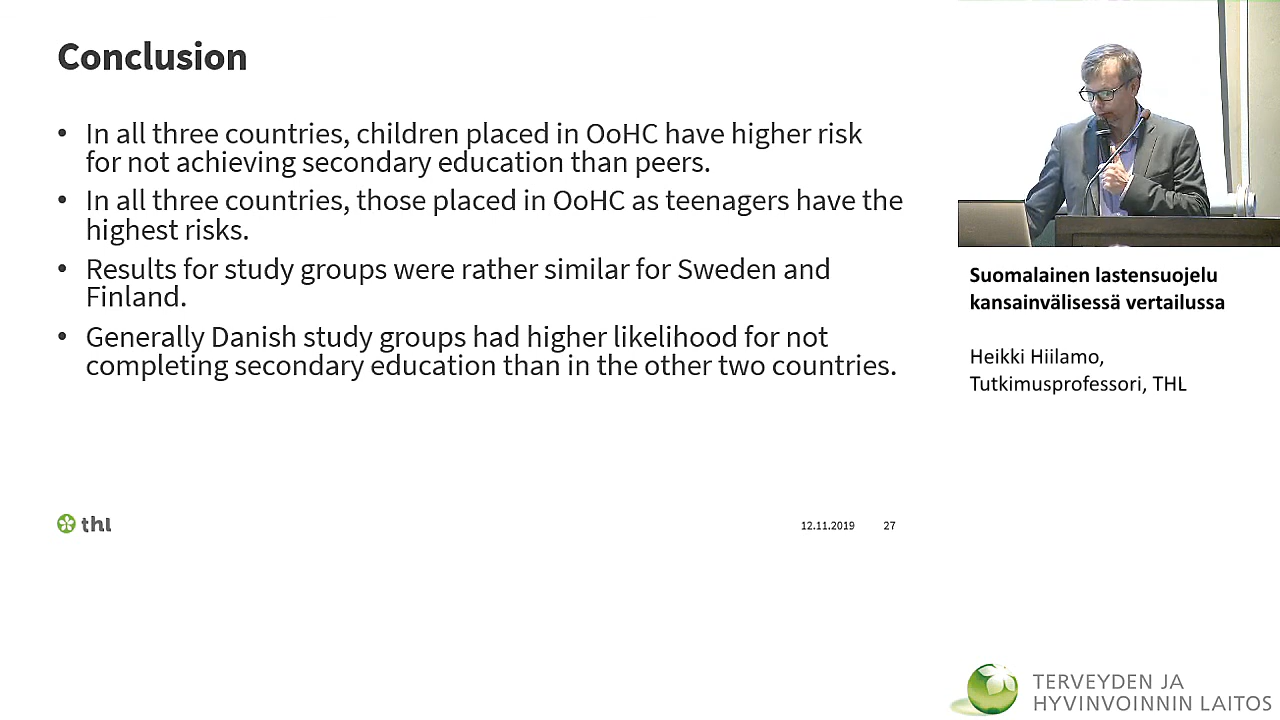 Conclusion
• In all three countries, children placed in OoHC have higher risk
for not achieving secondary education than peers.
• In all three countries, those placed in OoHC as teenagers have the
highest risks.
• Results for study groups were rather similar for Sweden and
Finland.
• Generally Danish study groups had higher likelihood for not
completing secondary education than in the other two countries.
thl
12.11.2019 27
Suomalainen lastensuojelu
kansainvälisessä vertailussa
Heikki Hiilamo,
Tutkimusprofessori, THL
TERVEYDEN JA
HYVINVOINNIN LAITOS